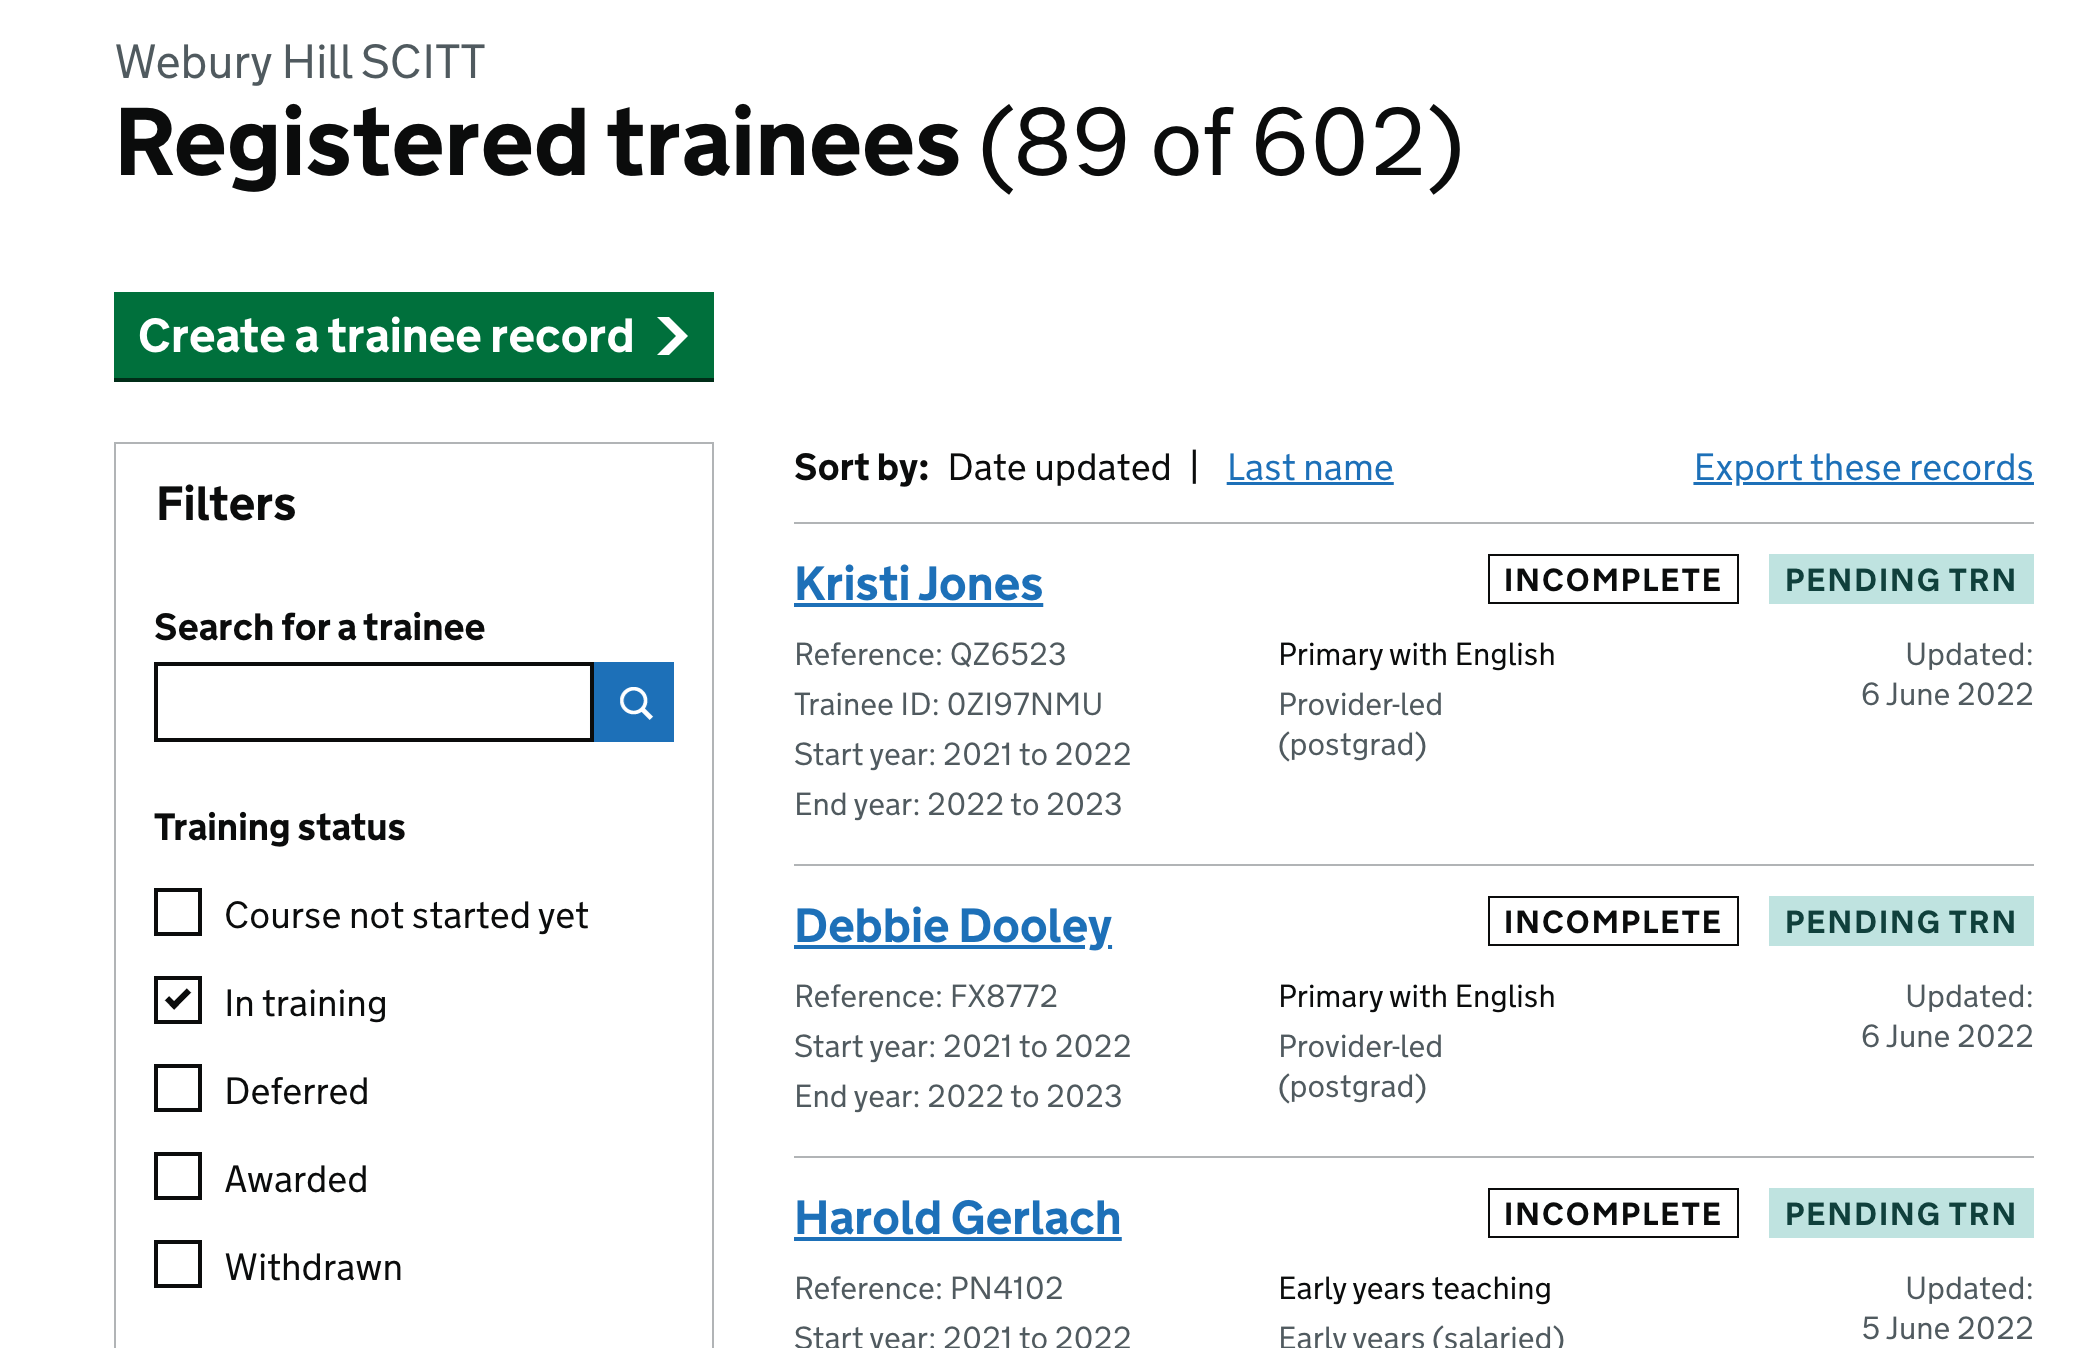 Webury Hill SCITT
Registered trainees (89 of 602)
Create a trainee record
Filters
Search for a trainee
Training status
Course not started yet
In training
Deferred
Awarded
Withdrawn
Sort by: Date updated | Last name
Export these records
Kristi Jones
INCOMPLETE
PENDING TRN
Reference: QZ6523
Trainee ID: 0ZI97NMU
Start year: 2021 to 2022
End year: 2022 to 2023
Primary with English
Provider-led
(postgrad)
Updated:
6 June 2022
Debbie Dooley
INCOMPLETE
PENDING TRN
Reference: FX8772
Start year: 2021 to 2022
End year: 2022 to 2023
Primary with English
Provider-led
(postgrad)
Updated:
6 June 2022
Harold Gerlach
INCOMPLETE
PENDING TRN
Reference: PN4102
Start year: 2021 to 2022
Early years teaching
Early years (salaried)
Updated:
5 June 2022